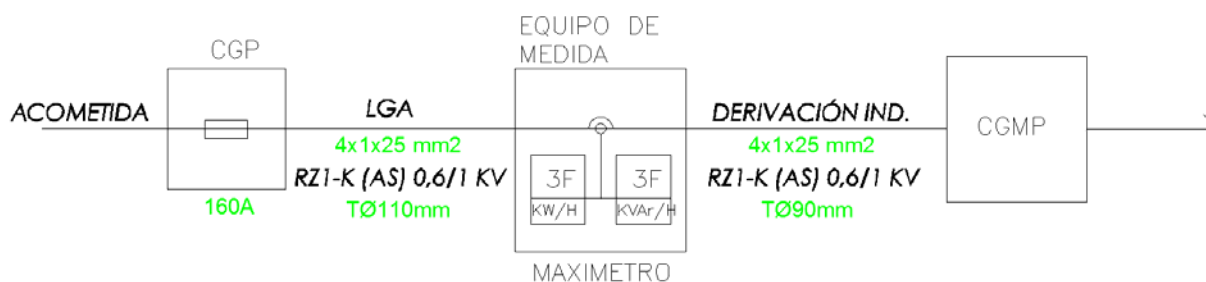 EQUIPO DE
MEDIDA
CGP
ACOMETIDA
LGA
DERIVACIÓN IND.
CGMP
4x1x25 mm2
4x1x25 mm2
RZ1-K (AS) 0,6/1 KV
3F
3F
RZ1-K (AS) 0,6/1 KV
160A
TØ110mm
KW/H
KVAr/H
TØ90mm
MAXIMETRO